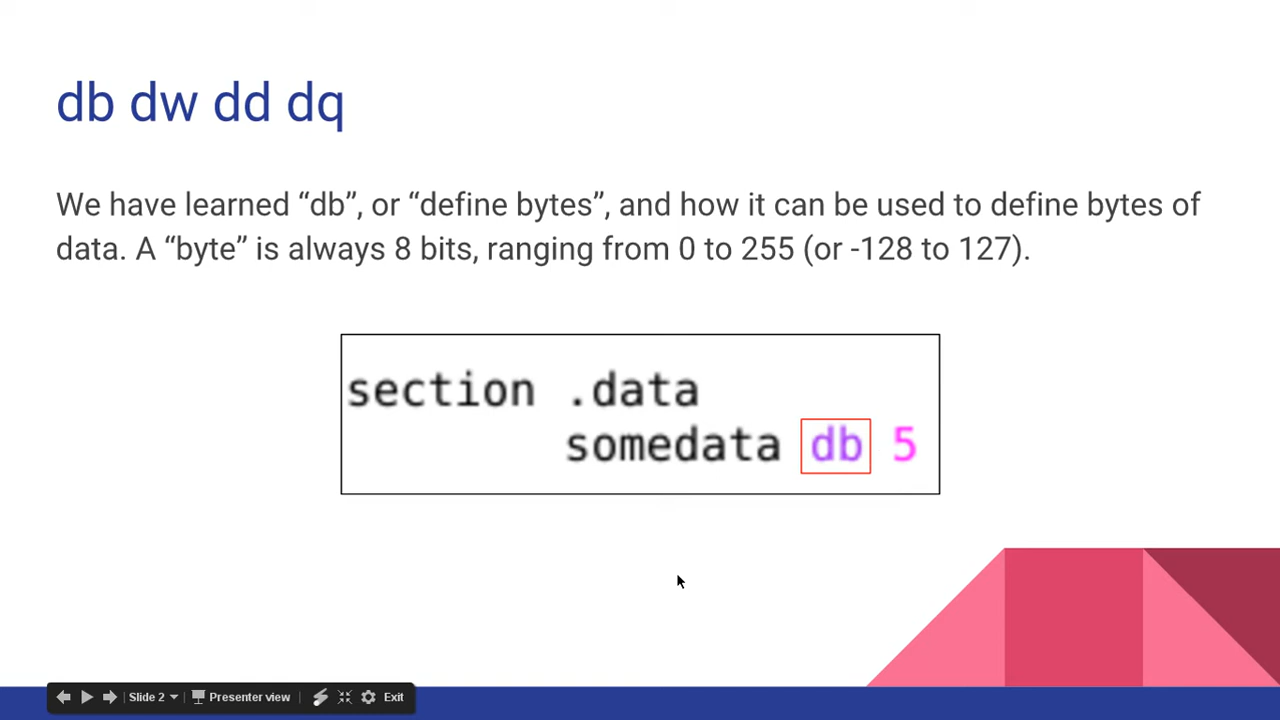 db dw dd dq
We have learned “db”, or “define bytes”, and how it can be used to define bytes of
data. A “byte” is always 8 bits, ranging from 0 to 255 (or -128 to 127).
section .data
somedata db 5
Slide 2 Presenter view Exit